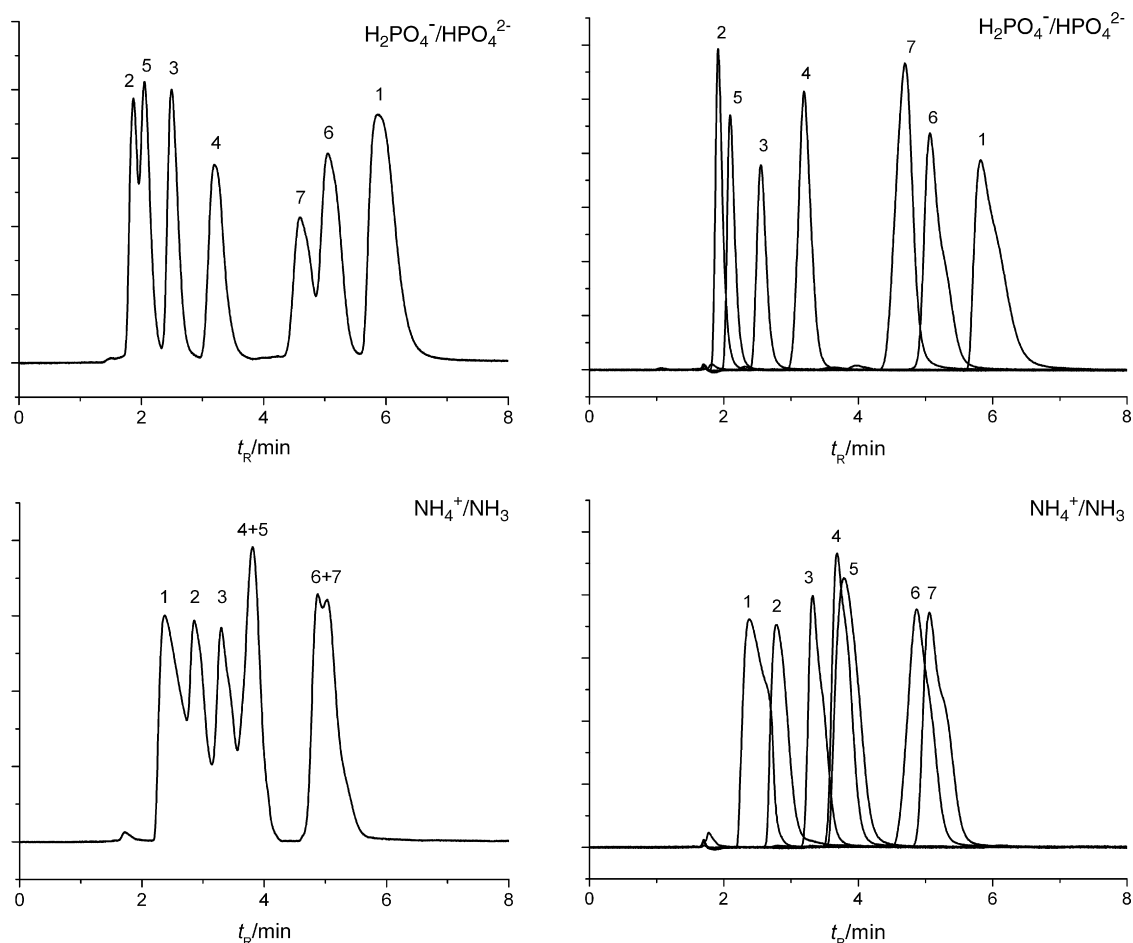 H₂PO₄⁻/HPO₄²⁻
2 5 3 4 7 6 1
0 2 4 6 8
tR/min
H₂PO₄⁻/HPO₄²⁻
2 5 3 4 7 6 1
0 2 4 6 8
tR/min
NH₄⁺/NH₃
1 2 3 4+5 6+7
0 2 4 6 8
tR/min
NH₄⁺/NH₃
1 2 3 4 5 6 7
0 2 4 6 8
tR/min